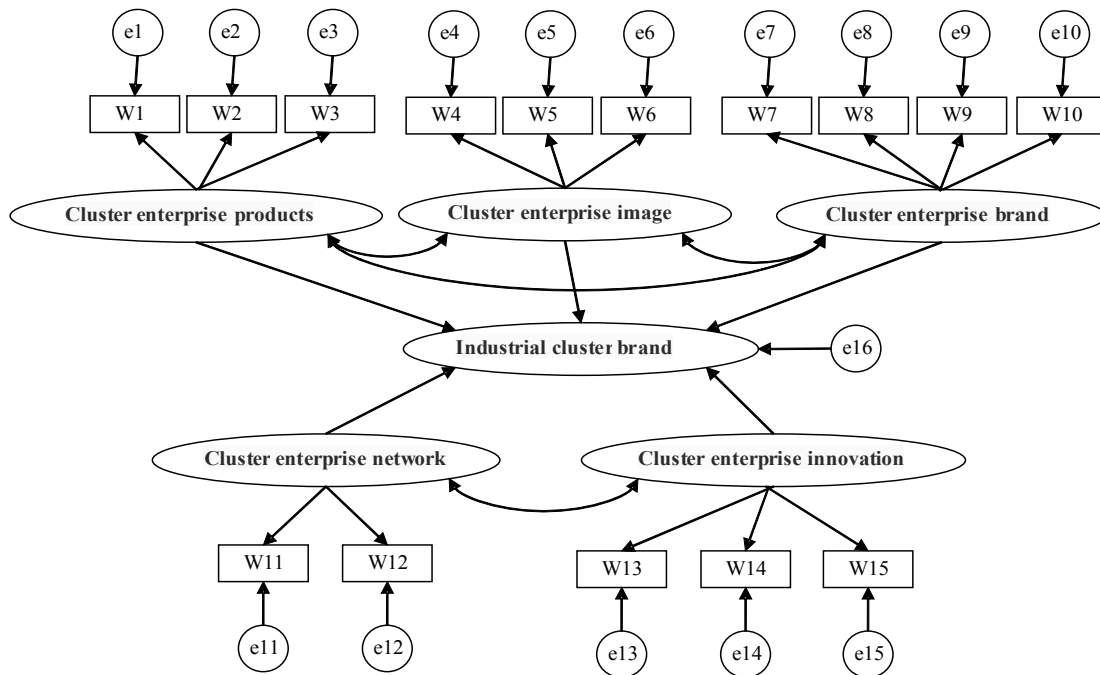 e1 e2 e3 e4 e5 e6 e7 e8 e9 e10
W1 W2 W3 W4 W5 W6 W7 W8 W9 W10
Cluster enterprise products Cluster enterprise image Cluster enterprise brand
Industrial cluster brand e16
Cluster enterprise network Cluster enterprise innovation
W11 W12 W13 W14 W15
e11 e12 e13 e14 e15